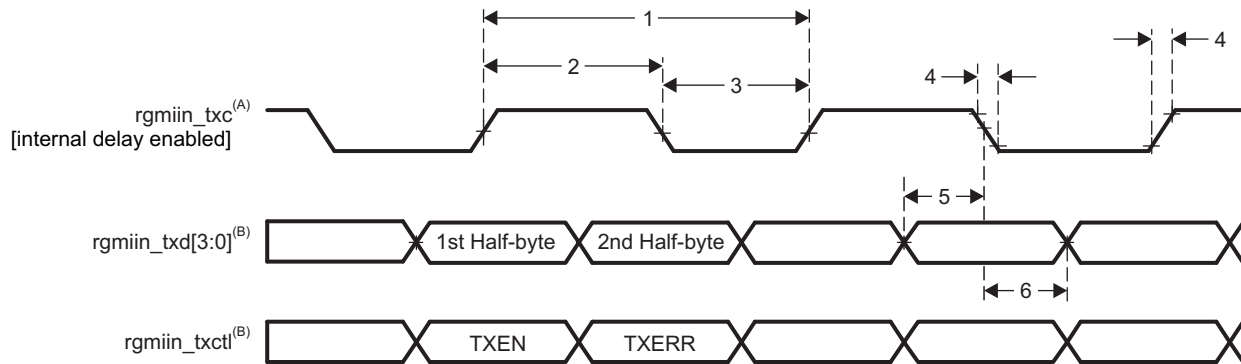 1
2
3
4
4
rgmiin_txc(A)
[internal delay enabled]
5
rgmiin_txd[3:0](B)
1st Half-byte
2nd Half-byte
6
rgmiin_txctl(B)
TXEN
TXERR